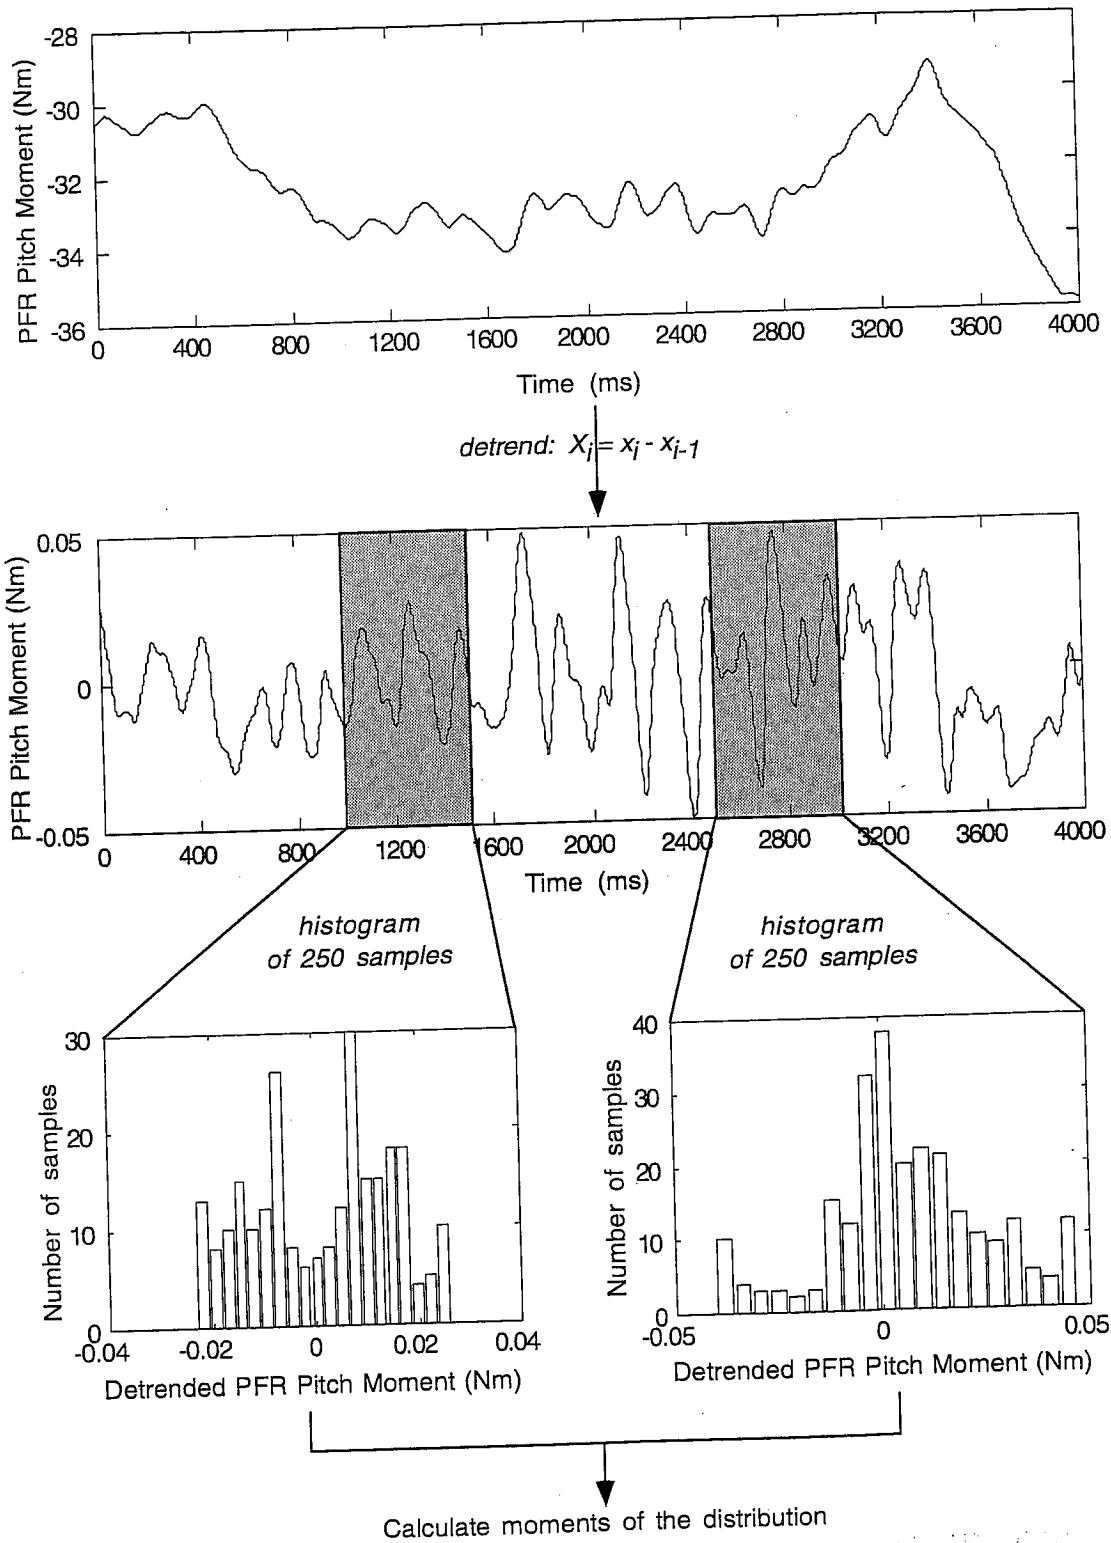 PFR Pitch Moment (Nm)
-28
-30
-32
-34
-36
0 400 800 1200 1600 2000 2400 2800 3200 3600 4000
Time (ms)
detrend: Xi = xi - xi-1
PFR Pitch Moment (Nm)
0.05
0
-0.05
0 400 800 1200 1600 2000 2400 2800 3200 3600 4000
Time (ms)
histogram
of 250 samples
histogram
of 250 samples
Number of samples
30
20
10
0
-0.04 -0.02 0 0.02 0.04
Detrended PFR Pitch Moment (Nm)
Number of samples
40
30
20
10
0
-0.05 0 0.05
Detrended PFR Pitch Moment (Nm)
Calculate moments of the distribution